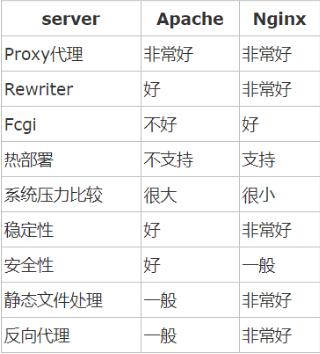 server Apache Nginx
Proxy代理 非常好 非常好
Rewriter 好 非常好
Fcgi 不好 好
热部署 不支持 支持
系统压力比较 很大 很小
稳定性 好 非常好
安全性 好 一般
静态文件处理 一般 非常好
反向代理 一般 非常好